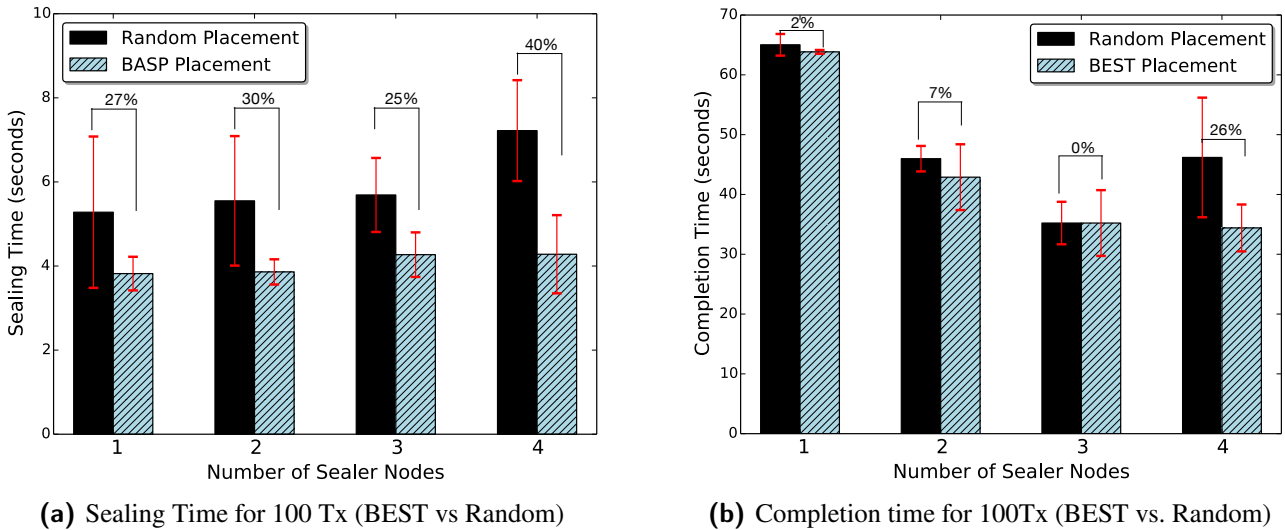 10
8
6
4
2
0
Sealing Time (seconds)
Random Placement
BASP Placement
27%
30%
25%
40%
1 2 3 4
Number of Sealer Nodes
(a) Sealing Time for 100 Tx (BEST vs Random)
70
60
50
40
30
20
10
0
Completion Time (seconds)
Random Placement
BEST Placement
2%
7%
0%
26%
1 2 3 4
Number of Sealer Nodes
(b) Completion time for 100Tx (BEST vs. Random)